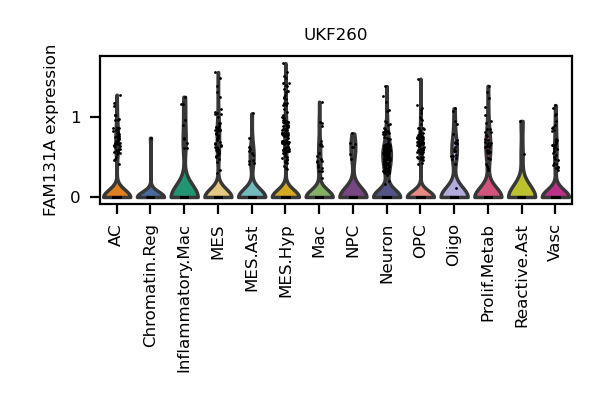 UKF260
FAM131A expression
1
0
AC
Chromatin.Reg
Inflammatory.Mac
MES
MES.Ast
MES.Hyp
Mac
NPC
Neuron
OPC
Oligo
Prolif.Metab
Reactive.Ast
Vasc